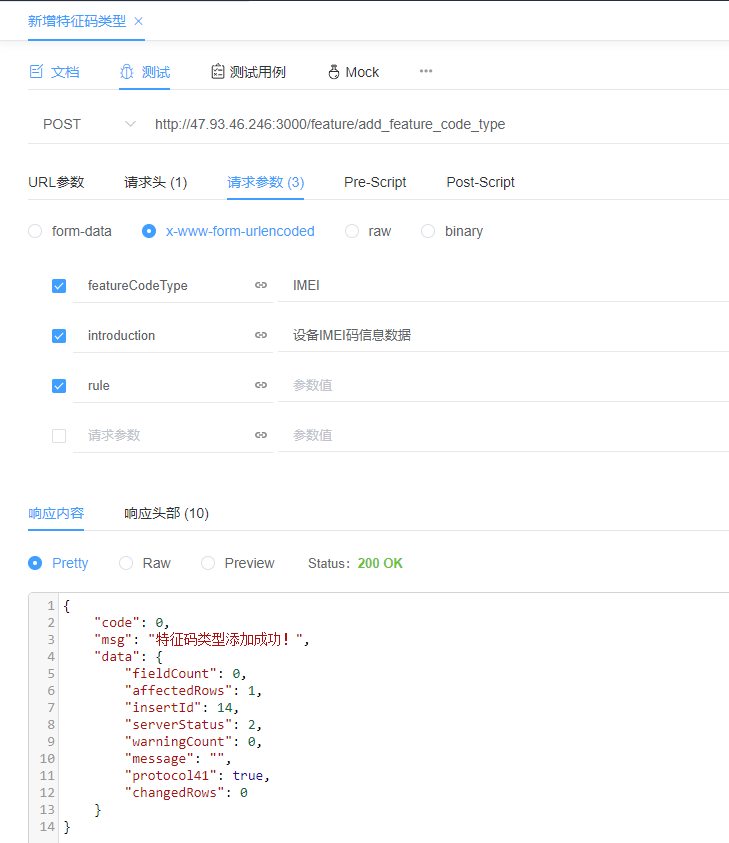 新增特征码类型 ×
文档 测试 测试用例 Mock ···
POST http://47.93.46.246:3000/feature/add_feature_code_type
URL参数 请求头 (1) 请求参数 (3) Pre-Script Post-Script
form-data x-www-form-urlencoded raw binary
featureCodeType IMEI
introduction 设备IMEI码信息数据
rule 参数值
请求参数 参数值
响应内容 响应头部 (10)
Pretty Raw Preview Status: 200 OK
1 {
2 "code": 0,
3 "msg": "特征码类型添加成功！",
4 "data": {
5 "fieldCount": 0,
6 "affectedRows": 1,
7 "insertId": 14,
8 "serverStatus": 2,
9 "warningCount": 0,
10 "message": "",
11 "protocol41": true,
12 "changedRows": 0
13 }
14 }